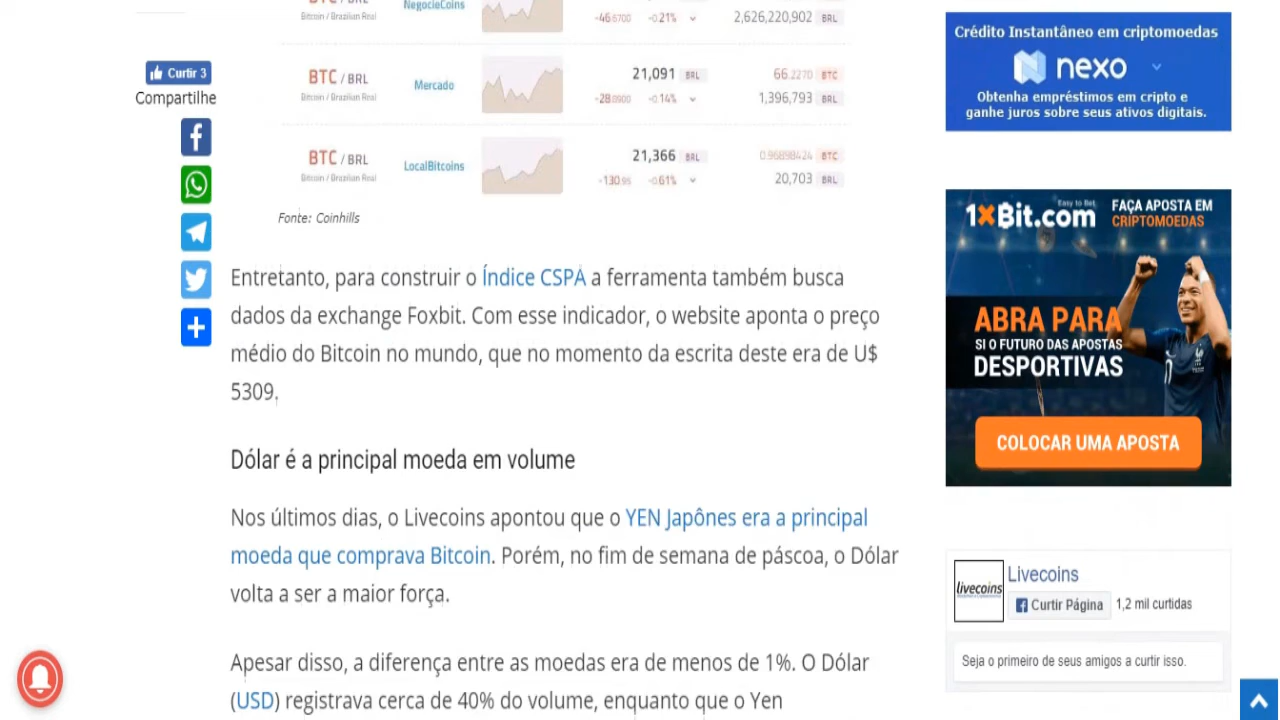 BTC / BRL
Bitcoin / Brazilian Real
NegocieCoins
-46.6700 -0.21%
2,626,220,902 BRL
BTC / BRL
Bitcoin / Brazilian Real
Mercado
21,091 BRL
-28.8900 -0.14%
66.2270 BTC
1,396,793 BRL
BTC / BRL
Bitcoin / Brazilian Real
LocalBitcoins
21,366 BRL
-130.95 -0.61%
0.96898424 BTC
20,703 BRL
Fonte: Coinhills
Curtir 3
Compartilhe
Entretanto, para construir o Índice CSPA a ferramenta também busca
dados da exchange Foxbit. Com esse indicador, o website aponta o preço
médio do Bitcoin no mundo, que no momento da escrita deste era de U$
5309.
Dólar é a principal moeda em volume
Nos últimos dias, o Livecoins apontou que o YEN Japônes era a principal
moeda que comprava Bitcoin. Porém, no fim de semana de páscoa, o Dólar
volta a ser a maior força.
Apesar disso, a diferença entre as moedas era de menos de 1%. O Dólar
(USD) registrava cerca de 40% do volume, enquanto que o Yen
Crédito Instantâneo em criptomoedas
nexo
Obtenha empréstimos em cripto e
ganhe juros sobre seus ativos digitais.
Easy to Bet
1xBit.com
FAÇA APOSTA EM
CRIPTOMOEDAS
ABRA PARA
SI O FUTURO DAS APOSTAS
DESPORTIVAS
COLOCAR UMA APOSTA
livecoins
Livecoins
Curtir Página
1,2 mil curtidas
Seja o primeiro de seus amigos a curtir isso.